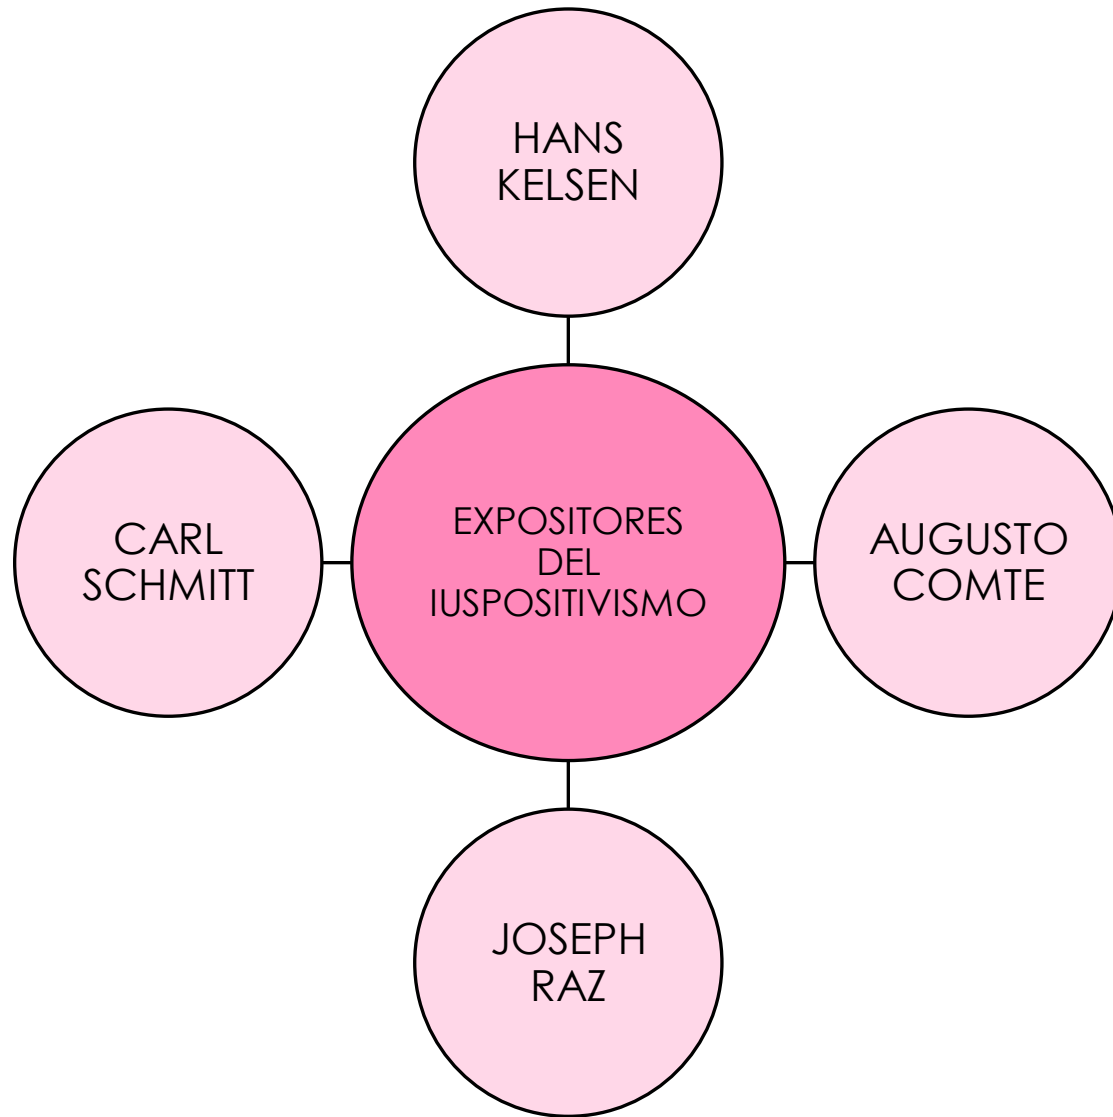 HANS
KELSEN
CARL
SCHMITT
EXPOSITORES
DEL
IUSPOSITIVISMO
AUGUSTO
COMTE
JOSEPH
RAZ